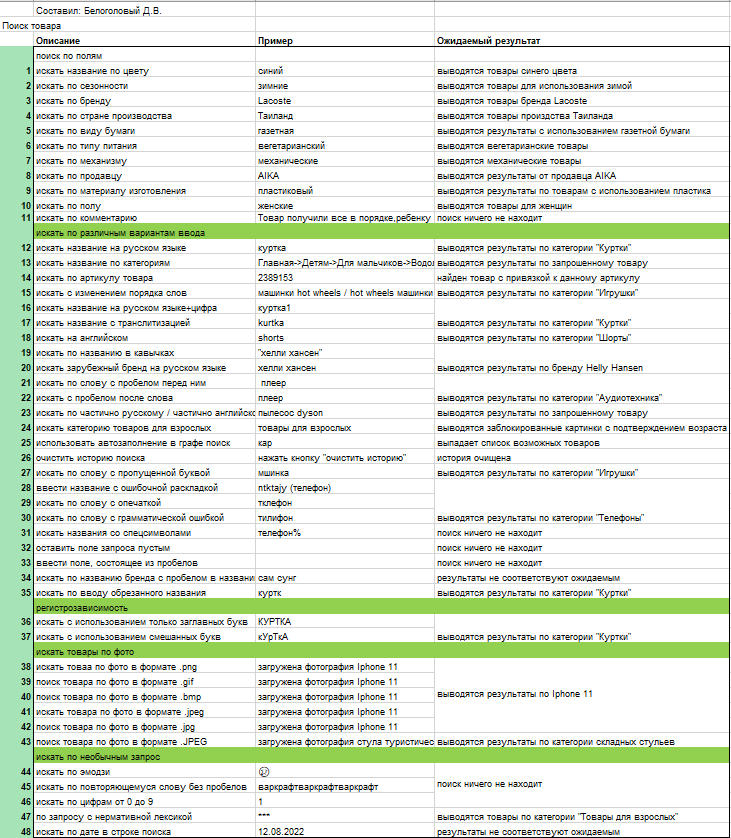 Составил: Белоголовый Д.В.
Поиск товара
Описание Пример Ожидаемый результат
поиск по полям
1 искать название по цвету синий выводятся товары синего цвета
2 искать по сезонности зимние выводятся товары для использования зимой
3 искать по бренду Lacoste выводятся товары бренда Lacoste
4 искать по стране производства Таиланд выводятся товары произдства Таиланда
5 искать по виду бумаги газетная выводятся результаты с использованием газетной бумаги
6 искать по типу питания вегетарианский выводятся вегетарианские товары
7 искать по механизму механические выводятся механические товары
8 искать по продавцу AIKA выводятся результаты от продавца AIKA
9 искать по материалу изготовления пластиковый выводятся результаты по товарам с использованием пластика
10 искать по полу женские выводятся товары для женщин
11 искать по комментарию Товар получили все в порядке,ребенку поиск ничего не находит
искать по различным вариантам ввода
12 искать название на русском языке куртка выводятся результаты по категории "Куртки"
13 искать название по категориям Главная->Детям->Для мальчиков->Водол выводятся результаты по запрошенному товару
14 искать по артикулу товара 2389153 найден товар с привязкой к данному артикулу
15 искать с изменением порядка слов машинки hot wheels / hot wheels машинки выводятся результаты по категории "Игрушки"
16 искать название на русском языке+цифра куртка1
17 искать название с транслитизацией kurtka выводятся результаты по категории "Куртки"
18 искать на английском shorts выводятся результаты по категории "Шорты"
19 искать по названию в кавычках "хелли хансен"
20 искать зарубежный бренд на русском языке хелли хансен выводятся результаты по бренду Helly Hansen
21 искать по слову с пробелом перед ним плеер
22 искать с пробелом после слова плеер выводятся результаты по категории "Аудиотехника"
23 искать по частично русскому / частично английско пылесос dyson выводятся результаты по запрошенному товару
24 искать категорию товаров для взрослых товары для взрослых выводятся заблокированные картинки с подтверждением возраста
25 использовать автозаполнение в графе поиск кар выпадает список возможных товаров
26 очистить историю поиска нажать кнопку "очистить историю" история очищена
27 искать по слову с пропущенной буквой мшинка выводятся результаты по категории "Игрушки"
28 ввести название с ошибочной раскладкой ntktajy (телефон)
29 искать по слову с опечаткой тклефон
30 искать по слову с грамматической ошибкой тилифон выводятся результаты по категории "Телефоны"
31 искать названия со спецсимволами телефон% поиск ничего не находит
32 оставить поле запроса пустым поиск ничего не находит
33 ввести поле, состоящее из пробелов поиск ничего не находит
34 искать по названию бренда с пробелом в названи сам сунг результаты не соответствуют ожидаемым
35 искать по вводу обрезанного названия куртк выводятся результаты по категории "Куртки"
регистрозависимость
36 искать с использованием только заглавных букв КУРТКА
37 искать с использованием смешанных букв кУрТкА выводятся результаты по категории "Куртки"
искать товары по фото
38 искать товаа по фото в формате .png загружена фотография Iphone 11
39 поиск товара по фото в формате .gif загружена фотография Iphone 11
40 поиск товара по фото в формате .bmp загружена фотография Iphone 11 выводятся результаты по Iphone 11
41 искать товара по фото в формате .jpeg загружена фотография Iphone 11
42 поиск товара по фото в формате .jpg загружена фотография Iphone 11
43 поиск товара по фото в формате .JPEG загружена фотография стула туристичес выводятся результаты по категории складных стульев
искать по необычным запрос
44 искать по эмодзи
45 искать по повторяющемуся слову без пробелов варкрафтваркрафтваркрафт поиск ничего не находит
46 искать по цифрам от 0 до 9 1
47 по запросу с нермативной лексикой *** выводятся товары по категории "Товары для взрослых"
48 искать по дате в строке поиска 12.08.2022 результаты не соответствуют ожидаемым